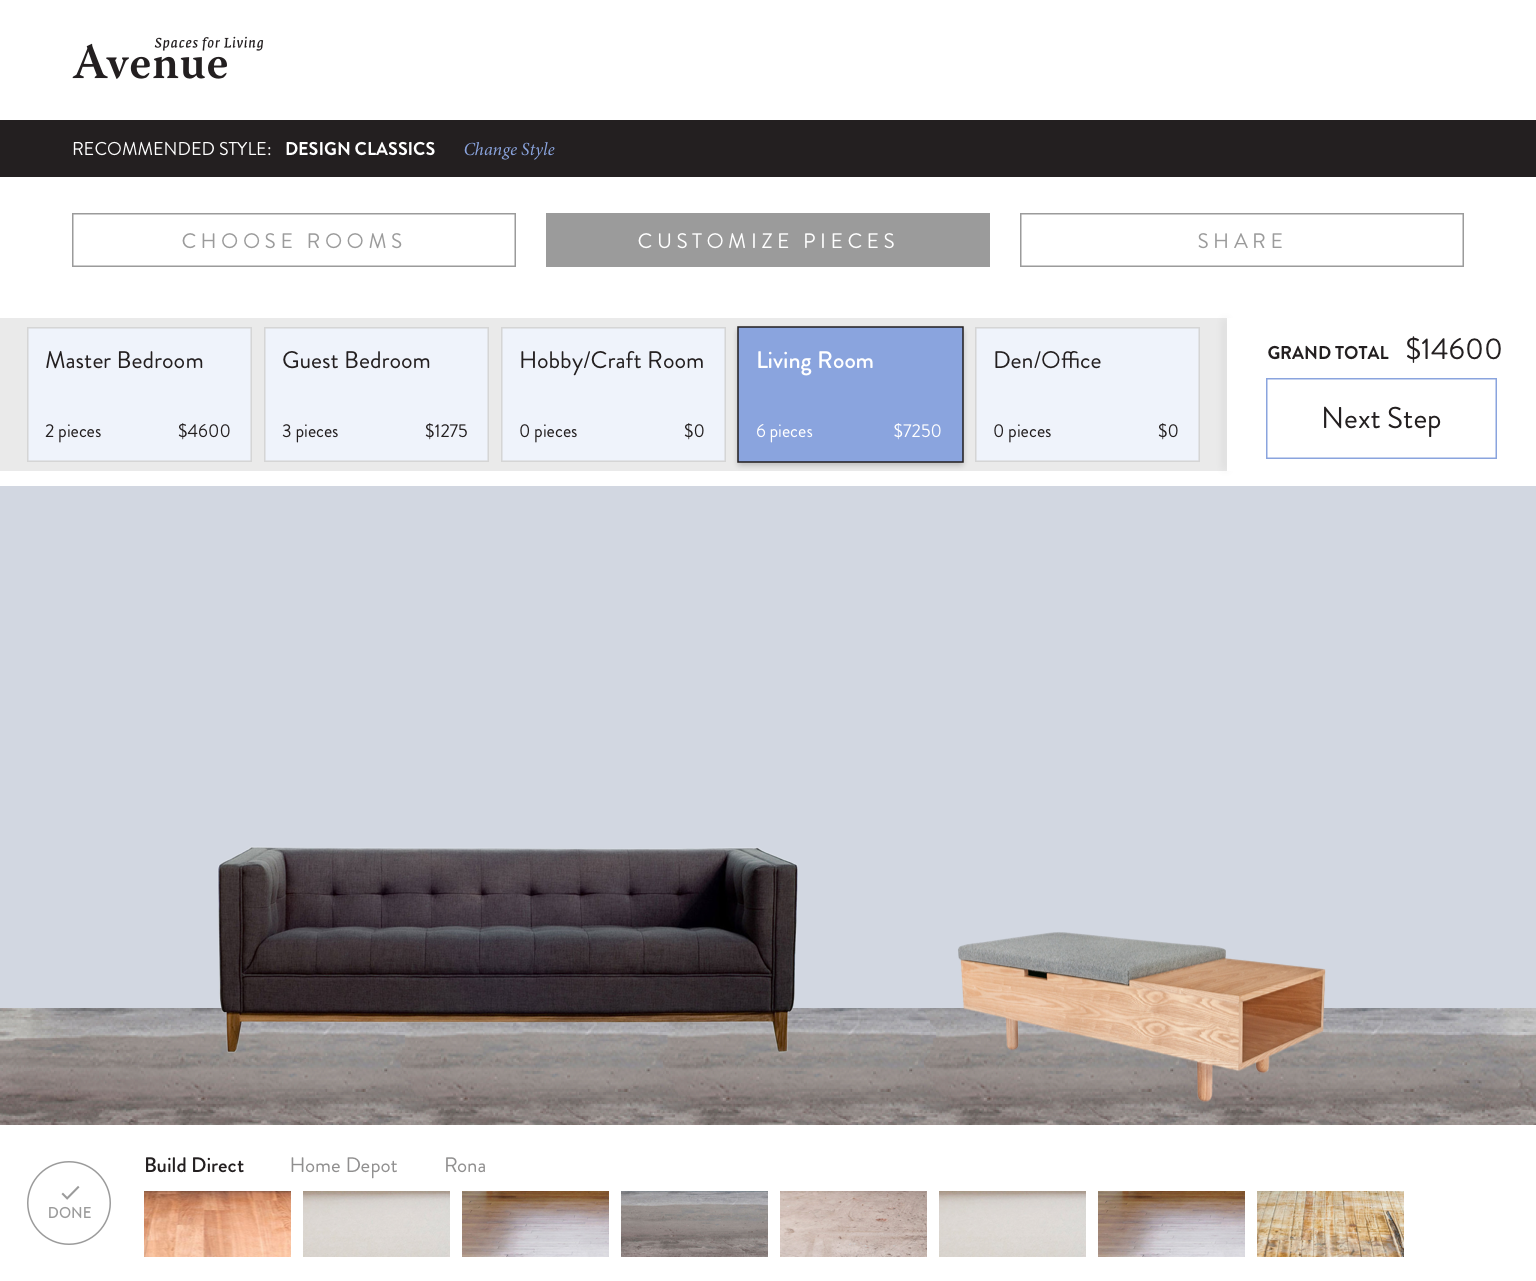 Spaces for Living
Avenue
RECOMMENDED STYLE: DESIGN CLASSICS Change Style
CHOOSE ROOMS
CUSTOMIZE PIECES
SHARE
Master Bedroom
2 pieces $4600
Guest Bedroom
3 pieces $1275
Hobby/Craft Room
0 pieces $0
Living Room
6 pieces $7250
Den/Office
0 pieces $0
GRAND TOTAL $14600
Next Step
DONE
Build Direct Home Depot Rona